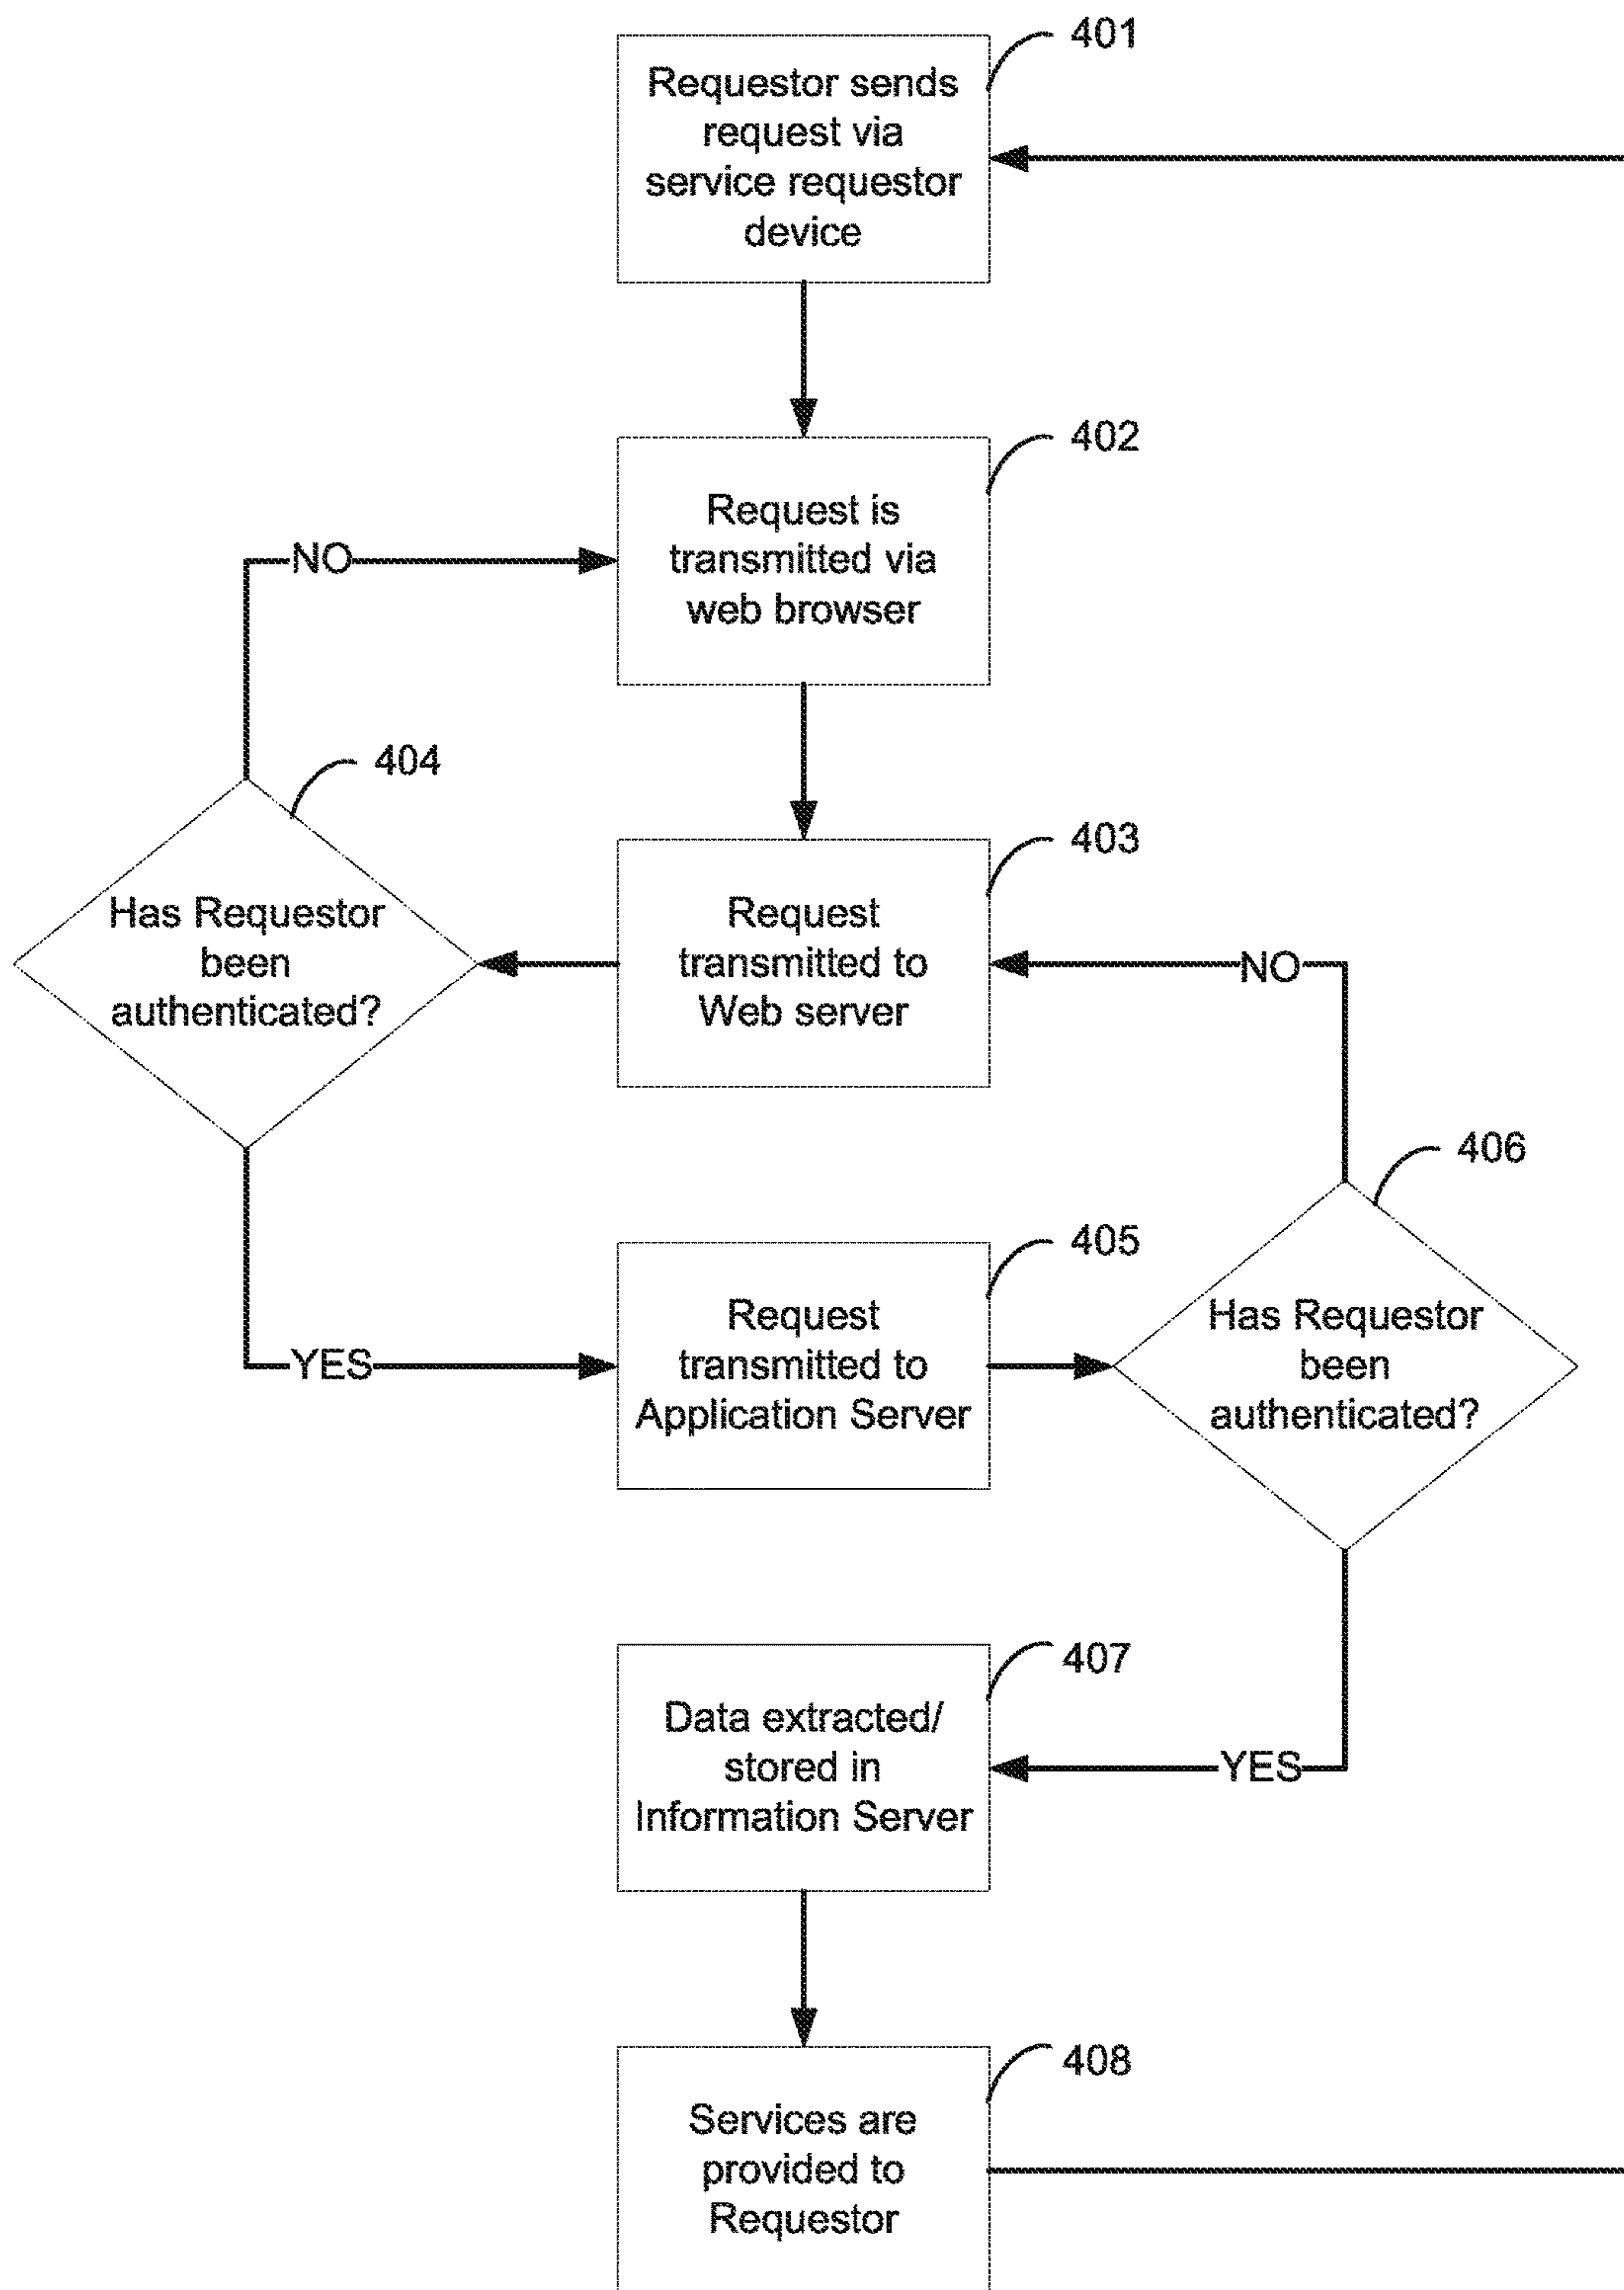 401
Requestor sends
request via
service requestor
device
402
Request is
transmitted via
web browser
NO
404
403
Has Requestor
been
authenticated?
Request
transmitted to
Web server
NO
406
405
YES
Request
transmitted to
Application Server
Has Requestor
been
authenticated?
407
Data extracted/
stored in
Information Server
YES
408
Services are
provided to
Requestor